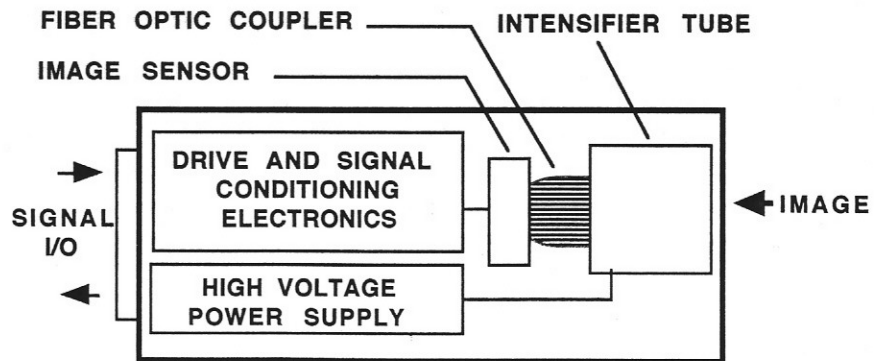 FIBER OPTIC COUPLER
INTENSIFIER TUBE
IMAGE SENSOR
DRIVE AND SIGNAL
CONDITIONING
ELECTRONICS
SIGNAL
I/O
IMAGE
HIGH VOLTAGE
POWER SUPPLY